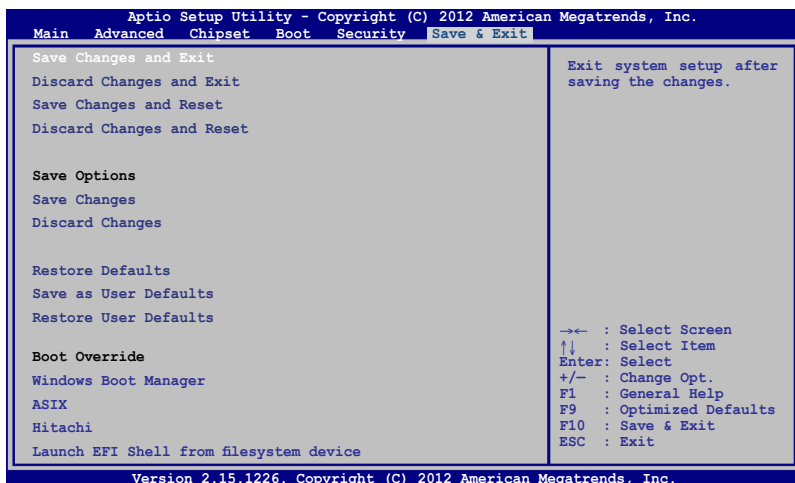 Aptio Setup Utility - Copyright (C) 2012 American Megatrends, Inc.
Main Advanced Chipset Boot Security Save & Exit
Save Changes and Exit
Discard Changes and Exit
Save Changes and Reset
Discard Changes and Reset
Save Options
Save Changes
Discard Changes
Restore Defaults
Save as User Defaults
Restore User Defaults
Boot Override
Windows Boot Manager
ASIX
Hitachi
Launch EFI Shell from filesystem device
Exit system setup after
saving the changes.
→← : Select Screen
↑↓ : Select Item
Enter: Select
+/— : Change Opt.
F1 : General Help
F9 : Optimized Defaults
F10 : Save & Exit
ESC : Exit
Version 2.15.1226. Copyright (C) 2012 American Megatrends, Inc.